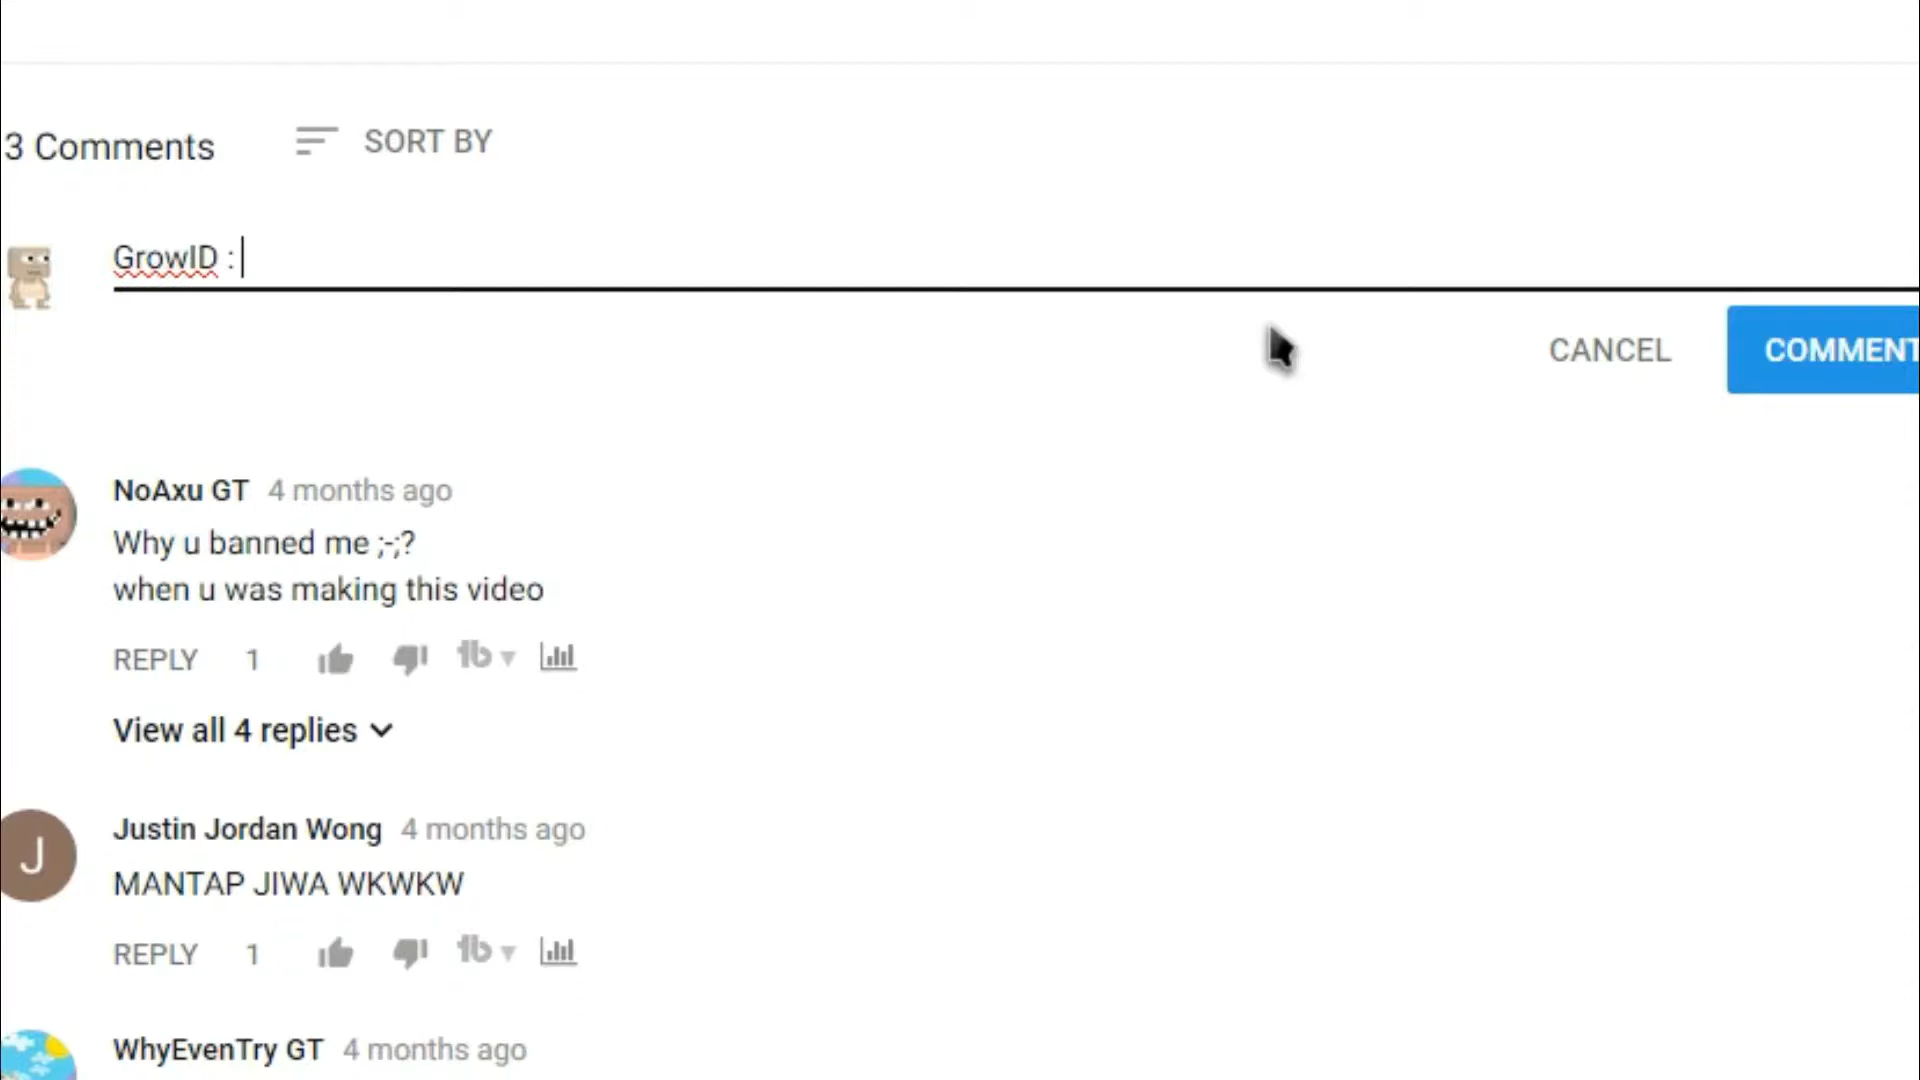 3 Comments
SORT BY
GrowID :
CANCEL
COMMENT
NoAxu GT 4 months ago
Why u banned me ;-;?
when u was making this video
REPLY 1
View all 4 replies
J
Justin Jordan Wong 4 months ago
MANTAP JIWA WKWKW
REPLY 1
WhyEvenTry GT 4 months ago